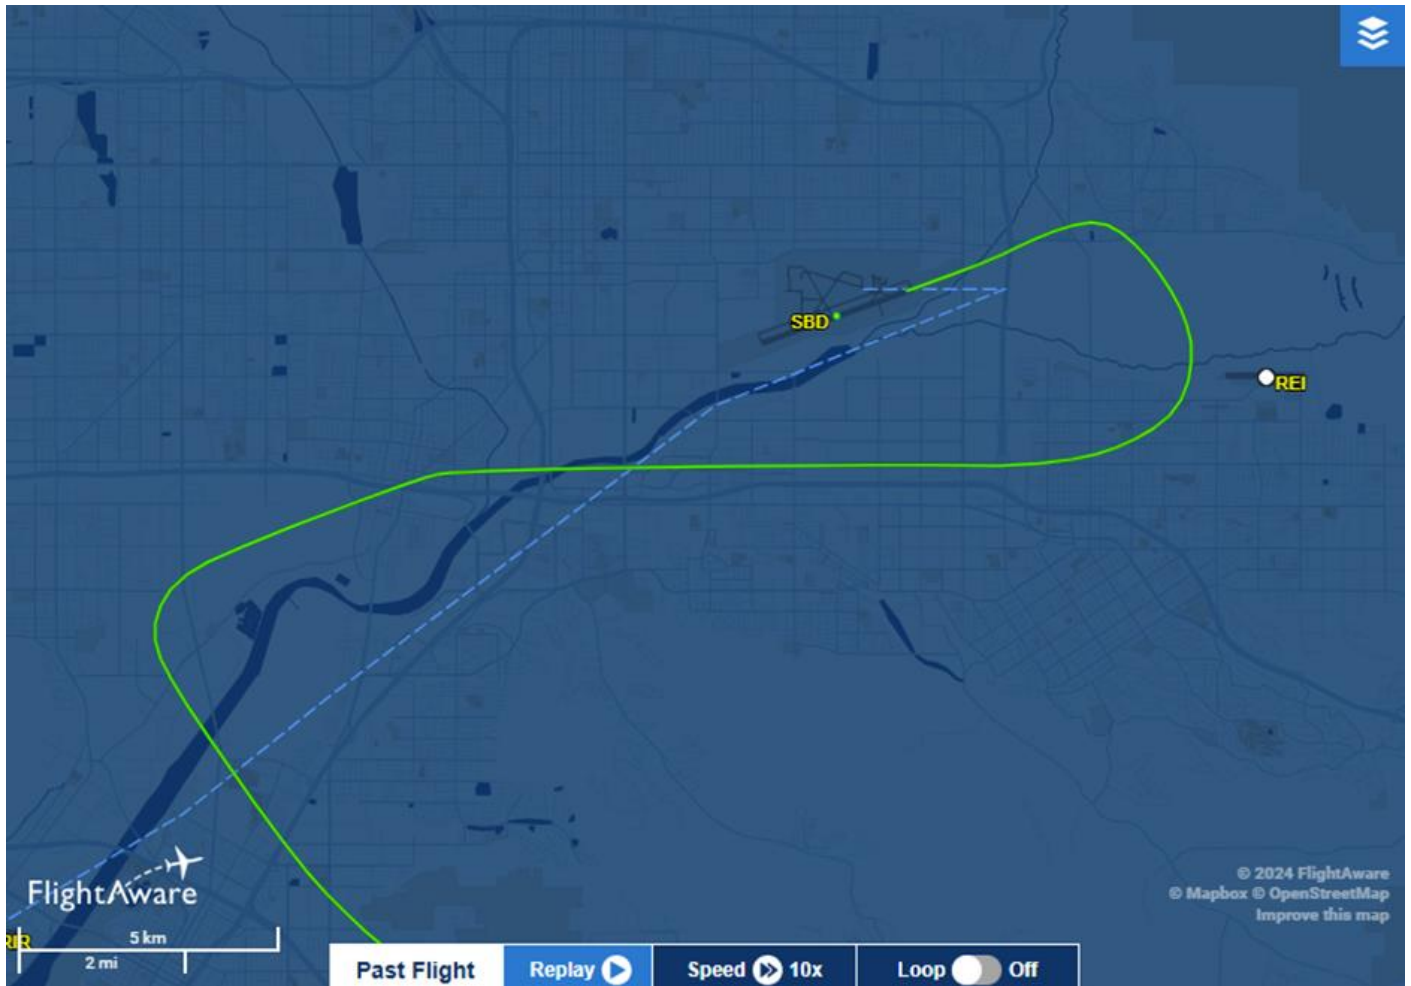 SBD
REI
FlightAware
RIR
5 km
2 mi
© 2024 FlightAware
© Mapbox © OpenStreetMap
Improve this map
Past Flight
Replay
Speed 10x
Loop Off